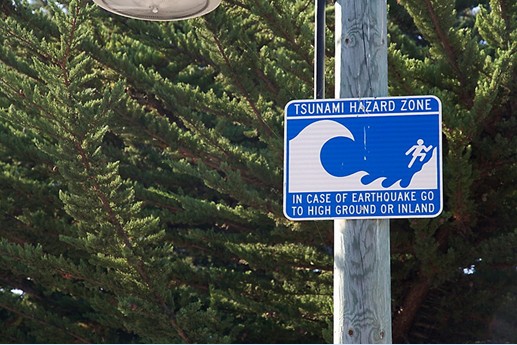 TSUNAMI HAZARD ZONE
IN CASE OF EARTHQUAKE GO
TO HIGH GROUND OR INLAND